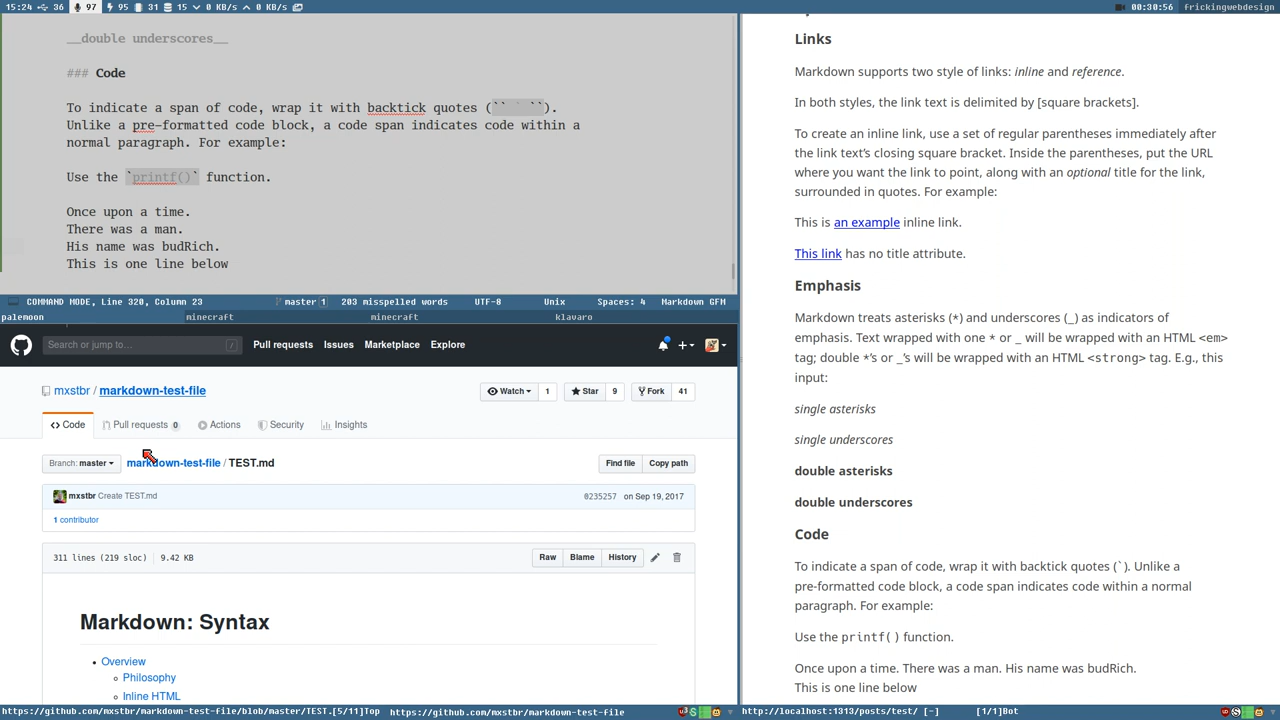 15:24 36 97 95 31 15 0 KB/s 0 KB/s
00:30:56 frickingwebdesign
__double underscores__
### Code
To indicate a span of code, wrap it with backtick quotes (`` ` ``).
Unlike a pre-formatted code block, a code span indicates code within a
normal paragraph. For example:
Use the `printf()` function.
Once upon a time.
There was a man.
His name was budRich.
This is one line below
COMMAND MODE, Line 320, Column 23 master 1 203 misspelled words UTF-8 Unix Spaces: 4 Markdown GFM
palemoon minecraft minecraft klavaro
Search or jump to... / Pull requests Issues Marketplace Explore
mxstbr / markdown-test-file
Watch 1 Star 9 Fork 41
Code Pull requests 0 Actions Security Insights
Branch: master markdown-test-file / TEST.md Find file Copy path
mxstbr Create TEST.md 0235257 on Sep 19, 2017
1 contributor
311 lines (219 sloc) 9.42 KB Raw Blame History
Markdown: Syntax
Overview
Philosophy
Inline HTML
https://github.com/mxstbr/markdown-test-file/blob/master/TEST.[5/11]Top https://github.com/mxstbr/markdown-test-file
Links
Markdown supports two style of links: inline and reference.
In both styles, the link text is delimited by [square brackets].
To create an inline link, use a set of regular parentheses immediately after
the link text's closing square bracket. Inside the parentheses, put the URL
where you want the link to point, along with an optional title for the link,
surrounded in quotes. For example:
This is an example inline link.
This link has no title attribute.
Emphasis
Markdown treats asterisks (*) and underscores (_) as indicators of
emphasis. Text wrapped with one * or _ will be wrapped with an HTML <em>
tag; double *'s or _'s will be wrapped with an HTML <strong> tag. E.g., this
input:
single asterisks
single underscores
double asterisks
double underscores
Code
To indicate a span of code, wrap it with backtick quotes (`). Unlike a
pre-formatted code block, a code span indicates code within a normal
paragraph. For example:
Use the printf() function.
Once upon a time. There was a man. His name was budRich.
This is one line below
http://localhost:1313/posts/test/ [-] [1/1]Bot